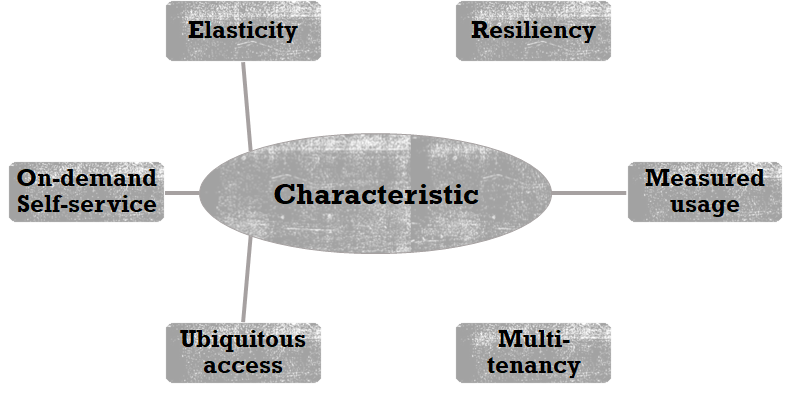 Elasticity
Resiliency
On-demand
Self-service
Characteristic
Measured
usage
Ubiquitous
access
Multi-
tenancy